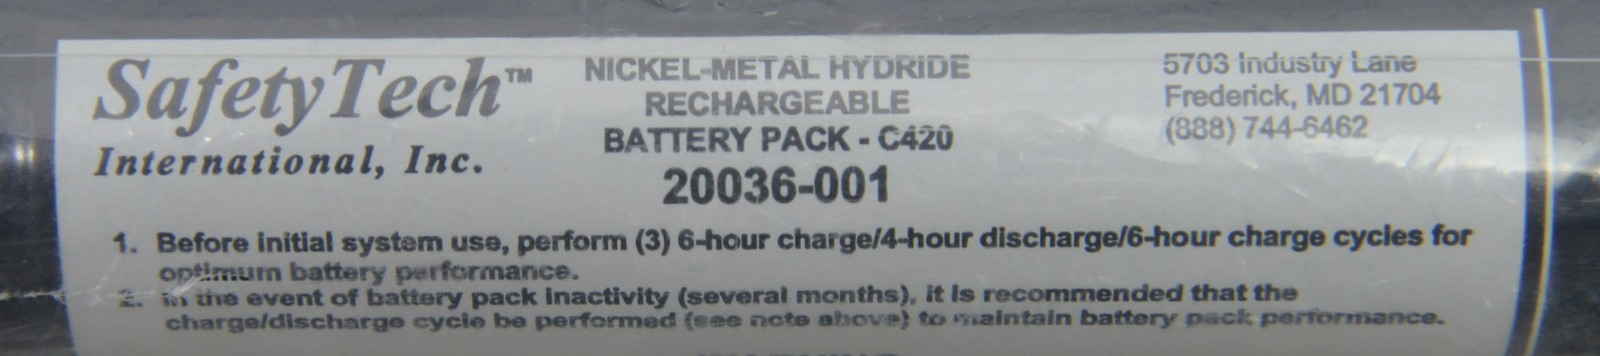 SafetyTech™
International, Inc.
NICKEL-METAL HYDRIDE
RECHARGEABLE
BATTERY PACK - C420
20036-001
5703 Industry Lane
Frederick, MD 21704
(888) 744-6462
1. Before initial system use, perform (3) 6-hour charge/4-hour discharge/6-hour charge cycles for
optimum battery performance.
2. in the event of battery pack inactivity (several months), it is recommended that the
charge/discharge cycle be performed (see note above) to maintain battery pack performance.